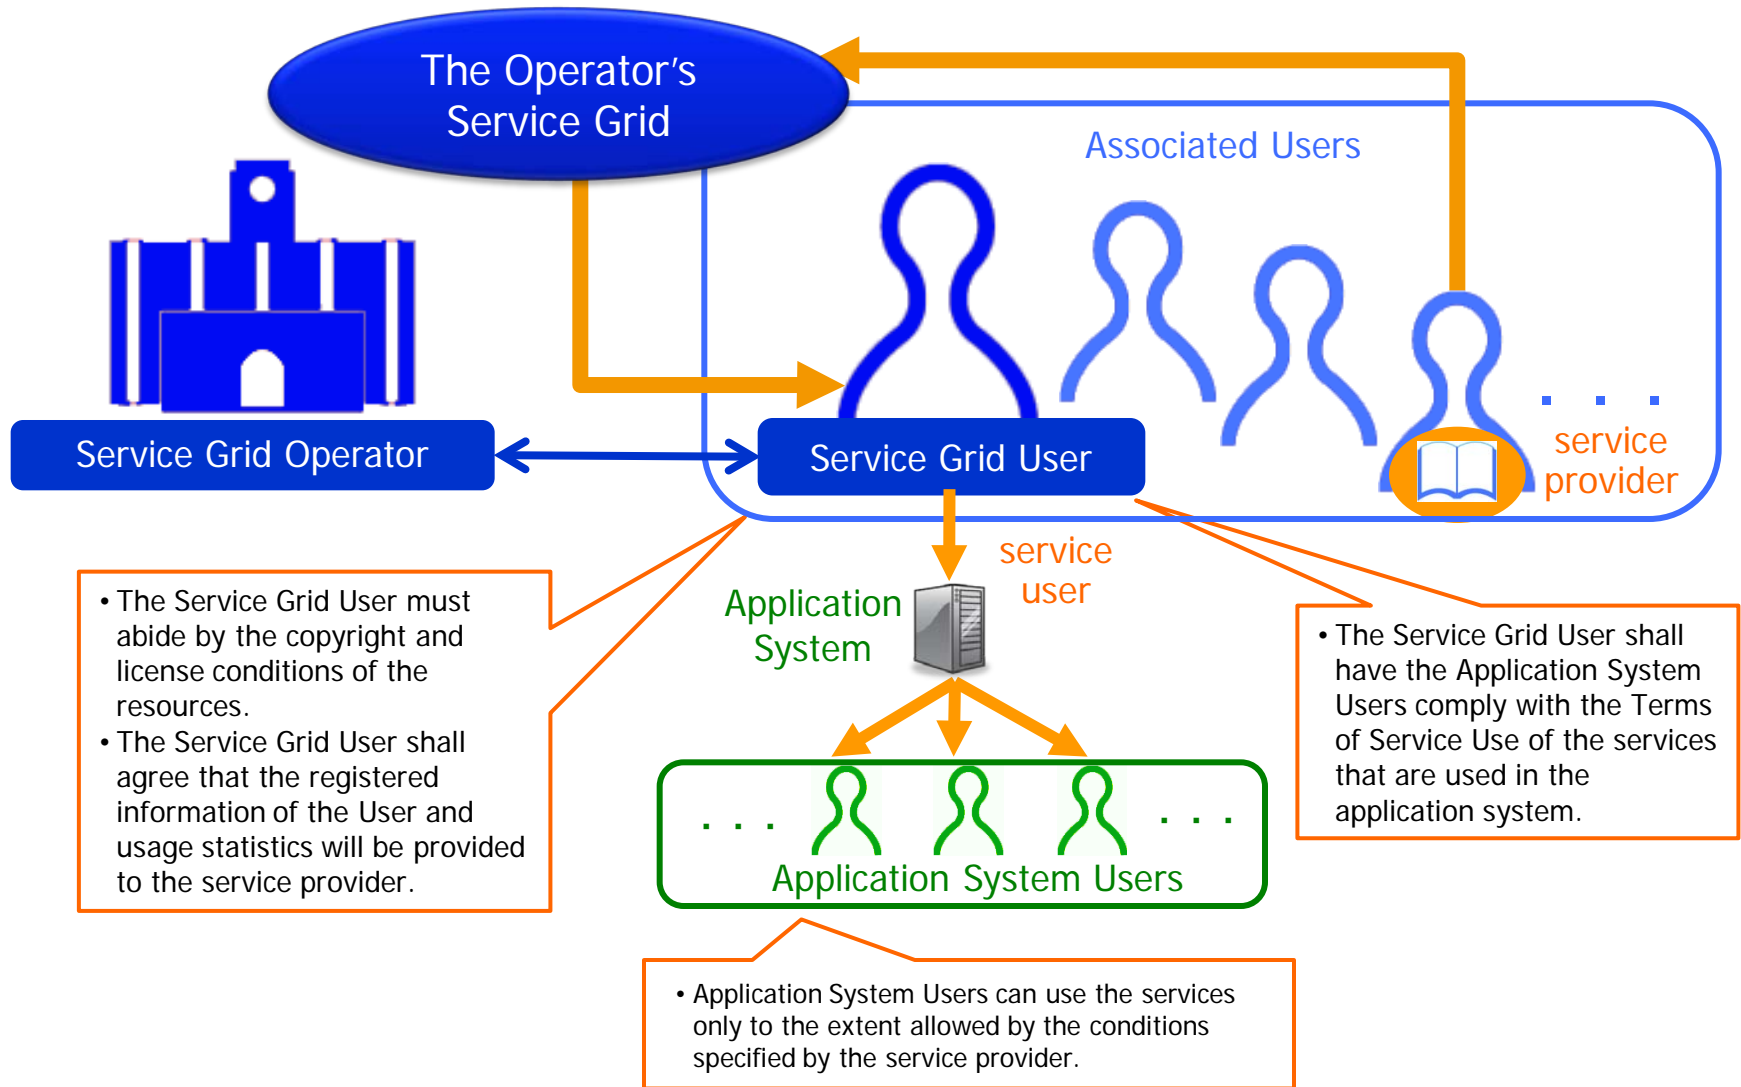 The Operator's
Service Grid
Associated Users
Service Grid Operator
Service Grid User
service
provider
service
user
Application
System
• The Service Grid User must
abide by the copyright and
license conditions of the
resources.
• The Service Grid User shall
agree that the registered
information of the User and
usage statistics will be provided
to the service provider.
• The Service Grid User shall
have the Application System
Users comply with the Terms
of Service Use of the services
that are used in the
application system.
. . .
. . .
Application System Users
• Application System Users can use the services
only to the extent allowed by the conditions
specified by the service provider.